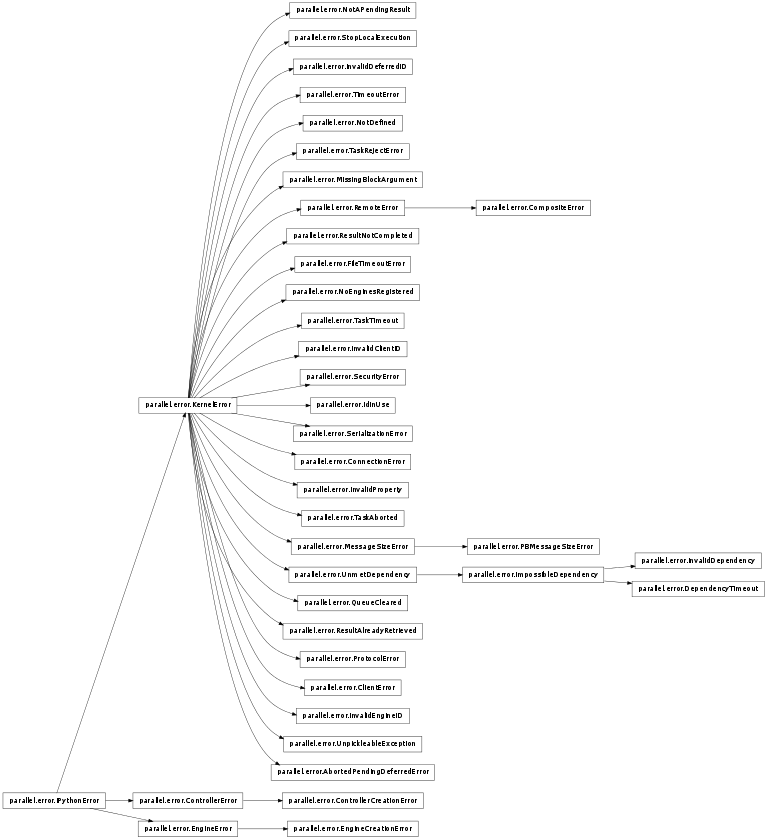 parallel.error.NotAPendingResult
parallel.error.StopLocalExecution
parallel.error.InvalidDeferredID
parallel.error.TimeoutError
parallel.error.NotDefined
parallel.error.TaskRejectError
parallel.error.MissingBlockArgument
parallel.error.RemoteError
parallel.error.CompositeError
parallel.error.ResultNotCompleted
parallel.error.FileTimeoutError
parallel.error.NoEnginesRegistered
parallel.error.TaskTimeout
parallel.error.InvalidClientID
parallel.error.SecurityError
parallel.error.KernelError
parallel.error.IdInUse
parallel.error.SerializationError
parallel.error.ConnectionError
parallel.error.InvalidProperty
parallel.error.TaskAborted
parallel.error.MessageSizeError
parallel.error.PBMessageSizeError
parallel.error.InvalidDependency
parallel.error.UnmetDependency
parallel.error.ImpossibleDependency
parallel.error.DependencyTimeout
parallel.error.QueueCleared
parallel.error.ResultAlreadyRetrieved
parallel.error.ProtocolError
parallel.error.ClientError
parallel.error.InvalidEngineID
parallel.error.UnpickleableException
parallel.error.AbortedPendingDeferredError
parallel.error.IPythonError
parallel.error.ControllerError
parallel.error.ControllerCreationError
parallel.error.EngineError
parallel.error.EngineCreationError